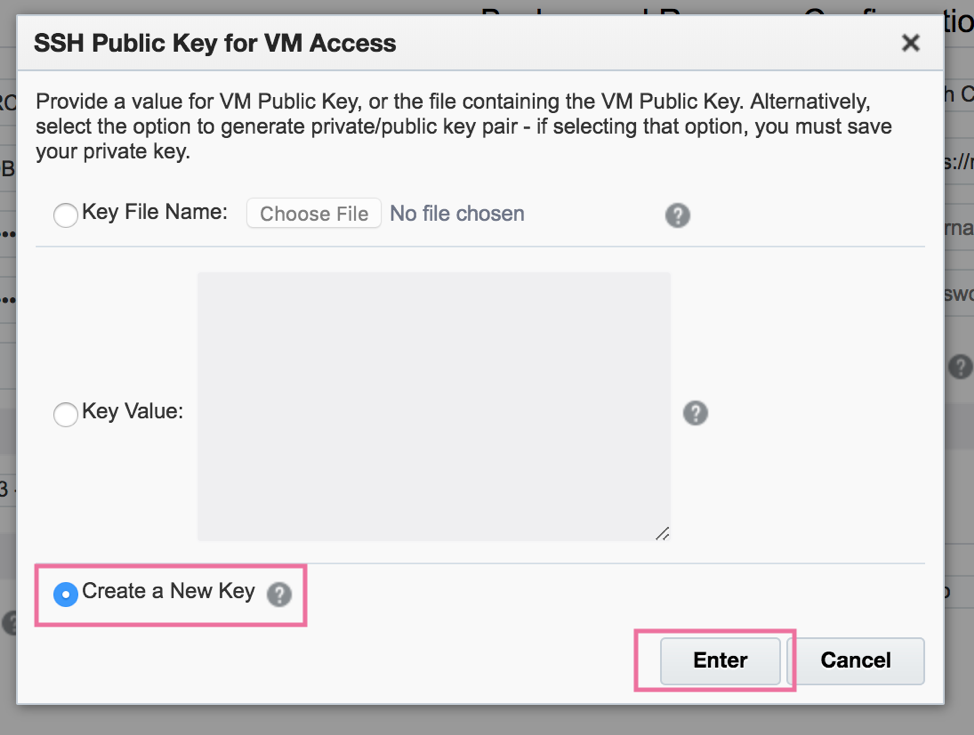 SSH Public Key for VM Access
Provide a value for VM Public Key, or the file containing the VM Public Key. Alternatively,
select the option to generate private/public key pair - if selecting that option, you must save
your private key.
Key File Name: Choose File No file chosen ?
Key Value: ?
Create a New Key ?
Enter Cancel